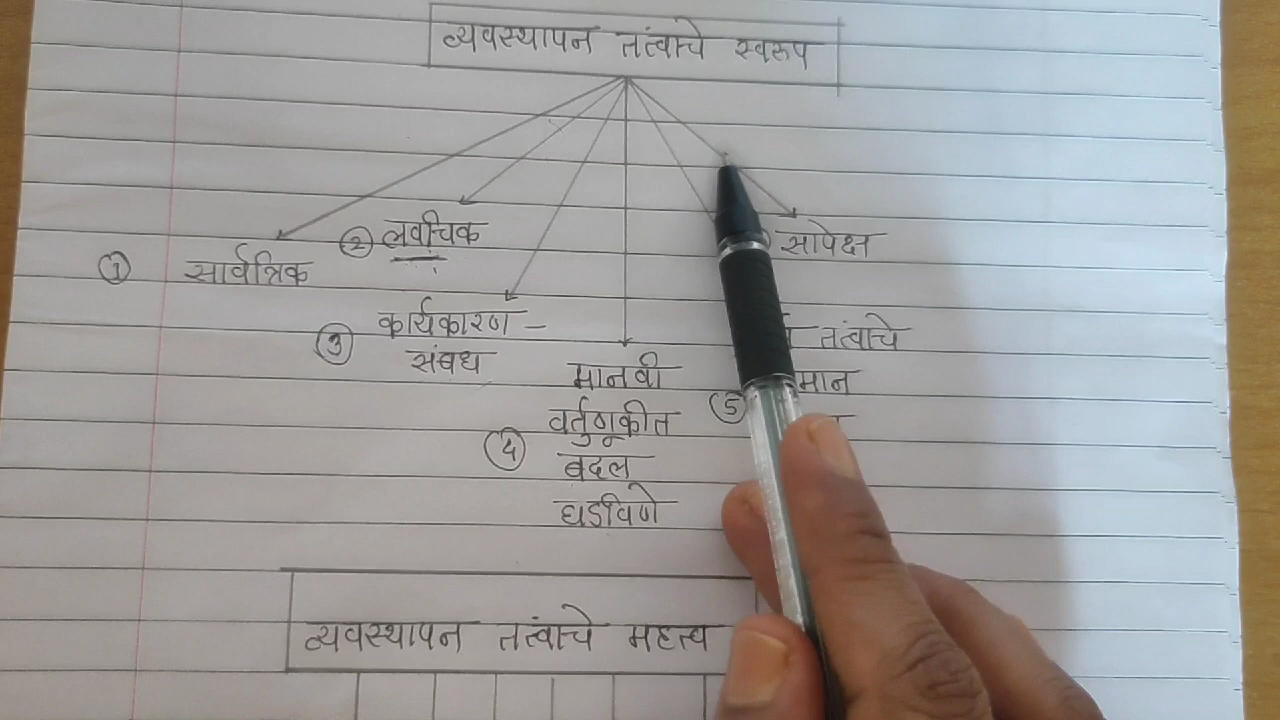 व्यवस्थापन तत्वाचे स्वरुप
① सार्वत्रिक
② लवचिक
③ कार्यकारण -
संबंध
④ मानवी
वर्तुणूकीत
बदल
घडविणे
⑤ तत्वाचे
मान
सापेक्ष
व्यवस्थापन तत्वाचे महत्व